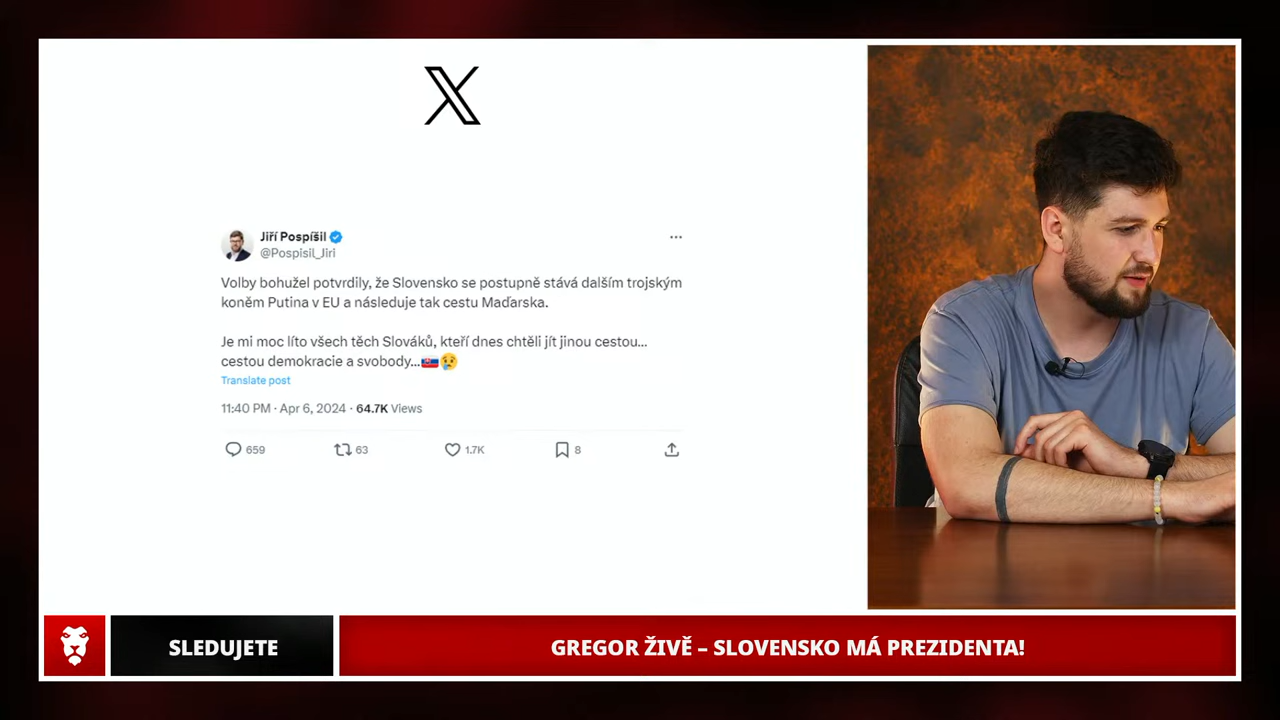 Jiří Pospíšil
@Pospisil_Jiri
Volby bohužel potvrdily, že Slovensko se postupně stává dalším trojským
koněm Putina v EU a následuje tak cestu Maďarska.
Je mi moc líto všech těch Slováků, kteří dnes chtěli jít jinou cestou...
cestou demokracie a svobody...🇸🇰😢
Translate post
11:40 PM · Apr 6, 2024 · 64.7K Views
659 63 1.7K 8
SLEDUJETE
GREGOR ŽIVĚ – SLOVENSKO MÁ PREZIDENTA!